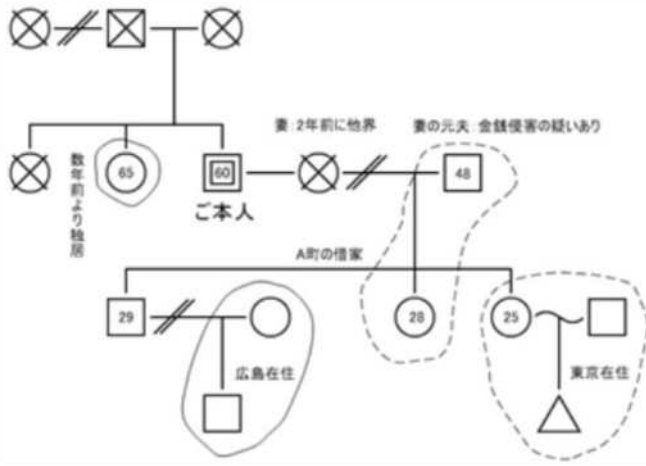 妻:2年前に他界
妻の元夫:金銭侵害の疑いあり
数年前より独居
65
60
48
ご本人
A町の借家
29
28
25
広島在住
東京在住